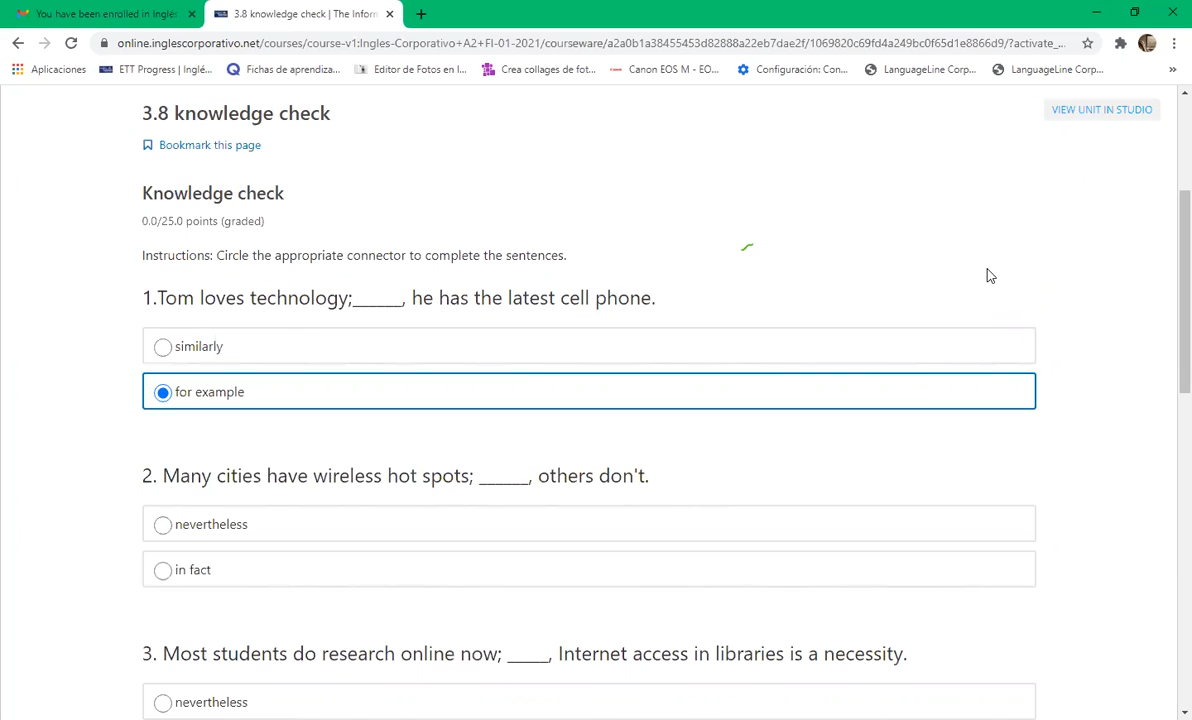 You have been enrolled in Inglé
3.8 knowledge check | The Inforn
online.inglescorporativo.net/courses/course-v1:Ingles-Corporativo+A2+FI-01-2021/courseware/a2a0b1a38455453d82888a22eb7dae2f/1069820c69fd4a249bc0f65d1e8866d9/?activate_...
Aplicaciones
ETT Progress | Inglé...
Fichas de aprendiza...
Editor de Fotos en l...
Crea collages de fot...
Canon EOS M - EO...
Configuración: Con...
LanguageLine Corp...
LanguageLine Corp...
»
3.8 knowledge check
VIEW UNIT IN STUDIO
Bookmark this page
Knowledge check
0.0/25.0 points (graded)
Instructions: Circle the appropriate connector to complete the sentences.
1.Tom loves technology;______, he has the latest cell phone.
similarly
for example
2. Many cities have wireless hot spots; ______, others don't.
nevertheless
in fact
3. Most students do research online now; _____, Internet access in libraries is a necessity.
nevertheless